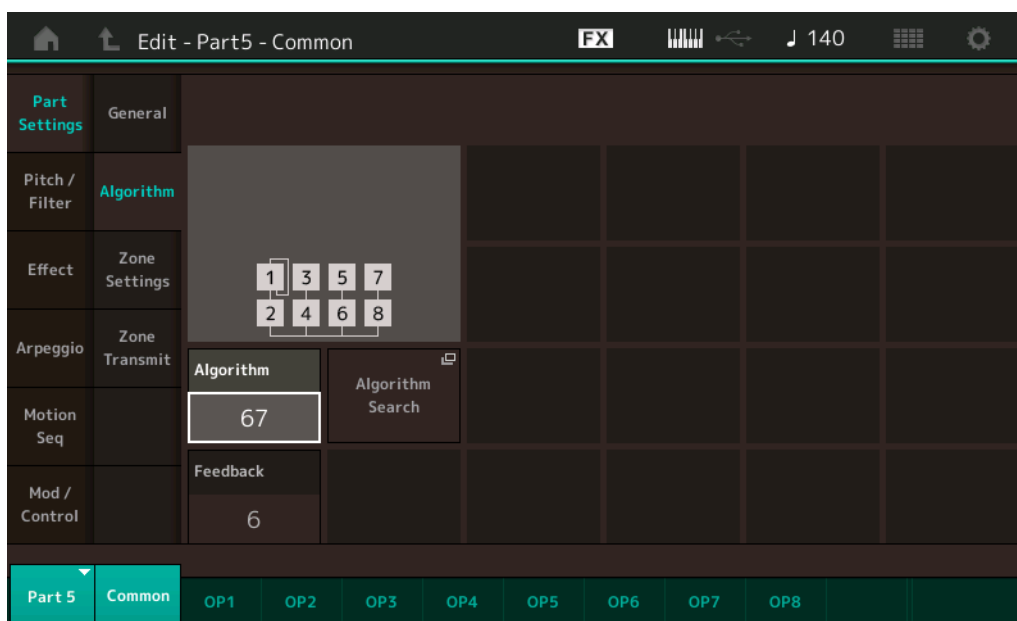 Edit - Part5 - Common
FX
140
Part
Settings
General
Pitch /
Filter
Algorithm
Effect
Zone
Settings
1 3 5 7
2 4 6 8
Arpeggio
Zone
Transmit
Algorithm
67
Algorithm
Search
Motion
Seq
Feedback
6
Mod /
Control
Part 5
Common
OP1
OP2
OP3
OP4
OP5
OP6
OP7
OP8